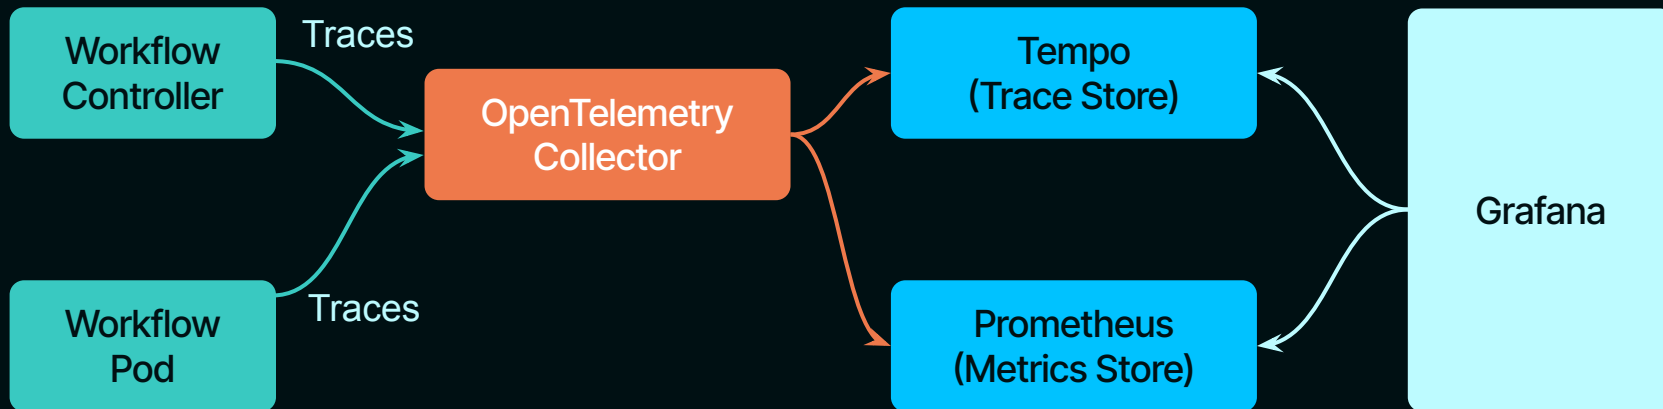 Workflow
Controller
Traces
OpenTelemetry
Collector
Tempo
(Trace Store)
Grafana
Workflow
Pod
Traces
Prometheus
(Metrics Store)